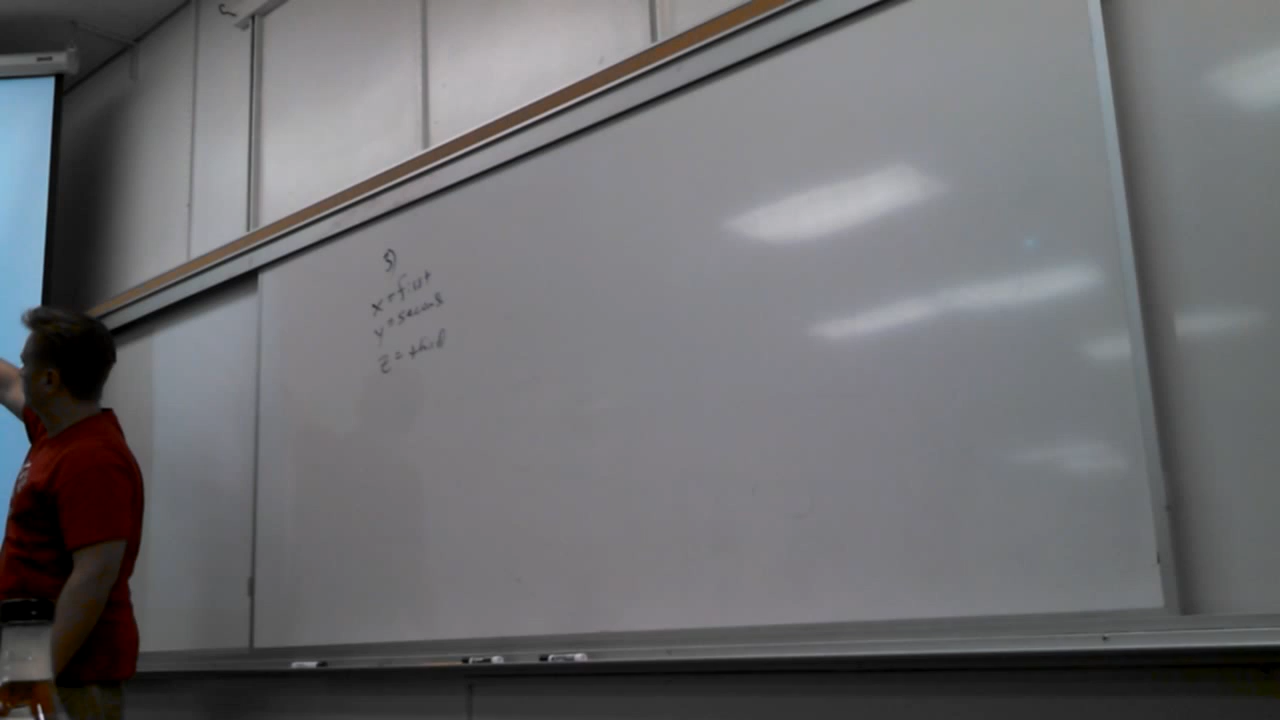 5)
x = first
y = second
z = third